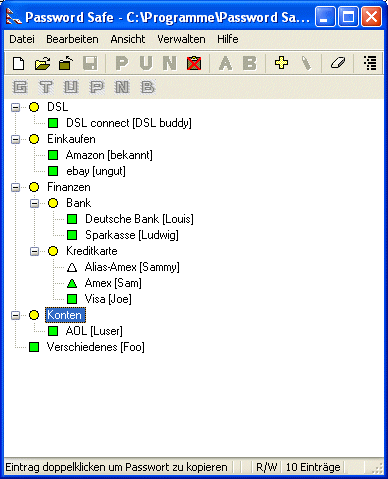 Password Safe - C:\Programme\Password Sa...
Datei Bearbeiten Ansicht Verwalten Hilfe
P U N A B
G T U P N B
DSL
DSL connect [DSL buddy]
Einkaufen
Amazon [bekannt]
ebay [ungut]
Finanzen
Bank
Deutsche Bank [Louis]
Sparkasse [Ludwig]
Kreditkarte
Alias-Amex [Sammy]
Amex [Sam]
Visa [Joe]
Konten
AOL [Luser]
Verschiedenes [Foo]
Eintrag doppelklicken um Passwort zu kopieren R/W 10 Einträge